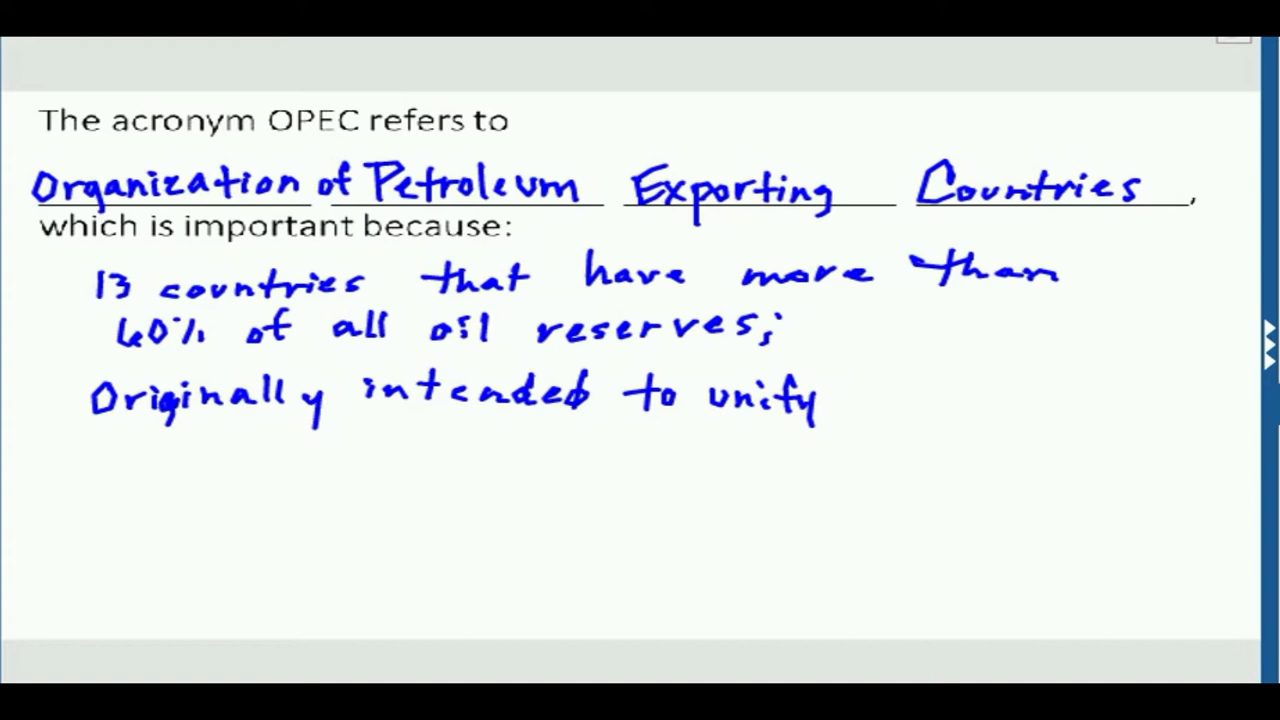 The acronym OPEC refers to
Organization of Petroleum Exporting Countries,
which is important because:
13 countries that have more than
60% of all oil reserves;
Originally intended to unify